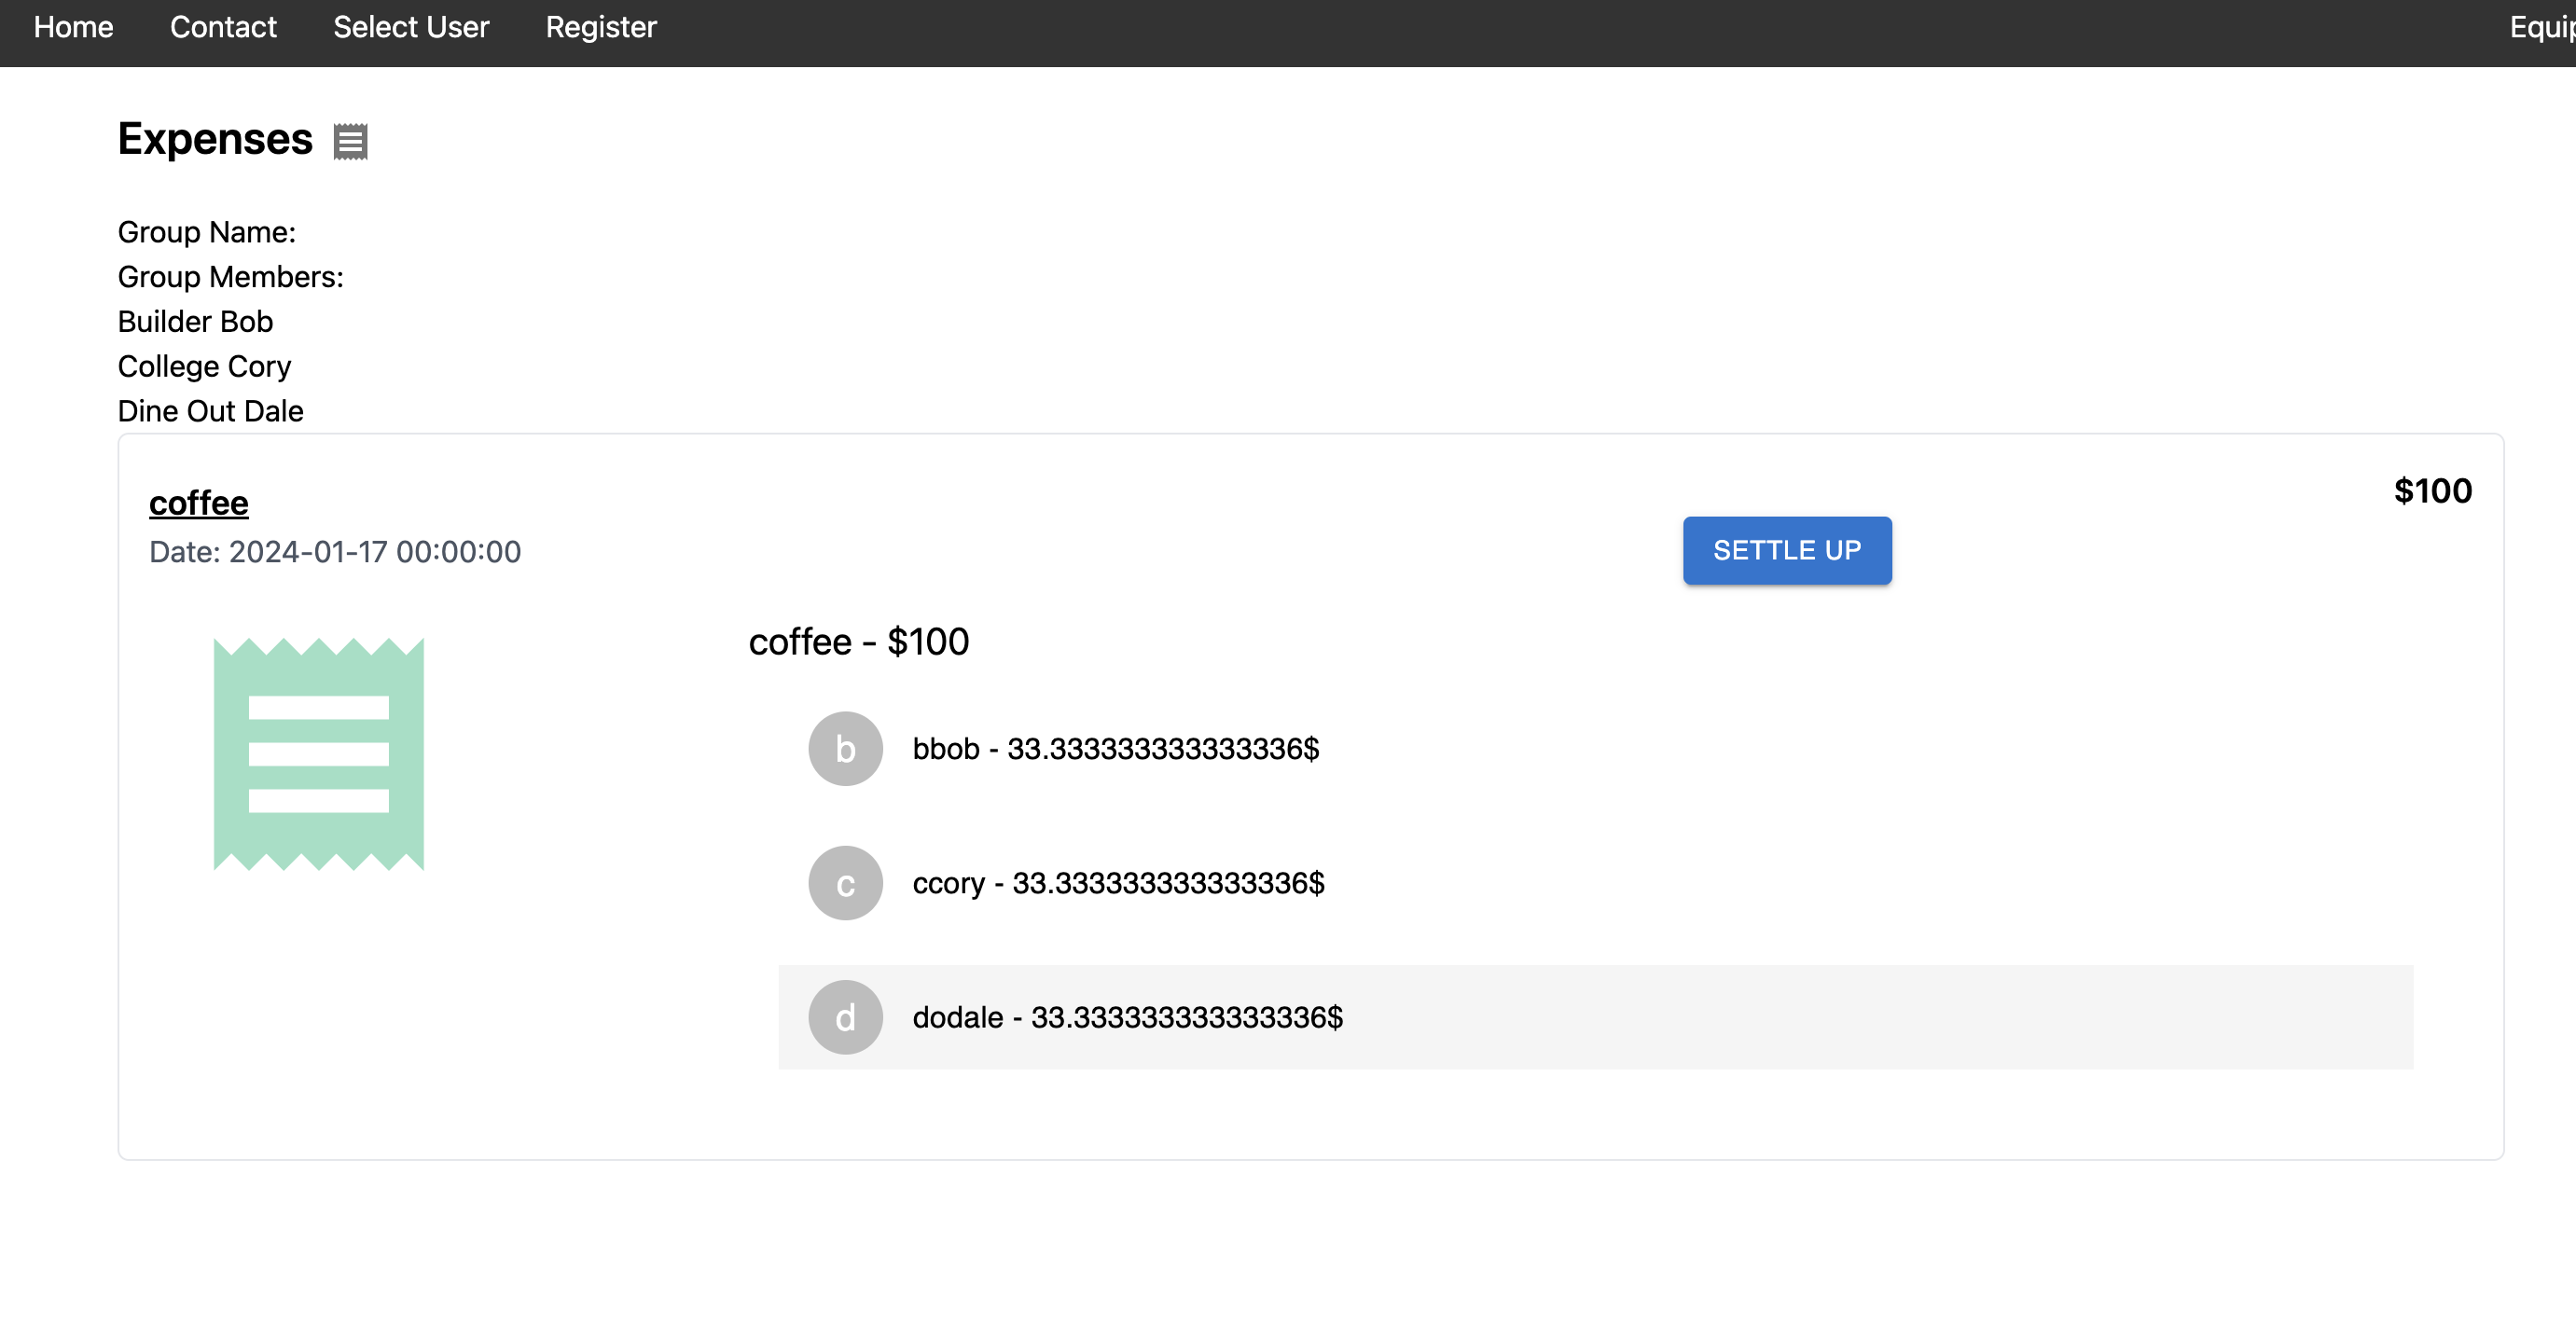 Home Contact Select User Register
Expenses
Group Name:
Group Members:
Builder Bob
College Cory
Dine Out Dale
coffee
$100
Date: 2024-01-17 00:00:00
SETTLE UP
coffee - $100
b bbob - 33.333333333333336$
c ccory - 33.333333333333336$
d dodale - 33.333333333333336$